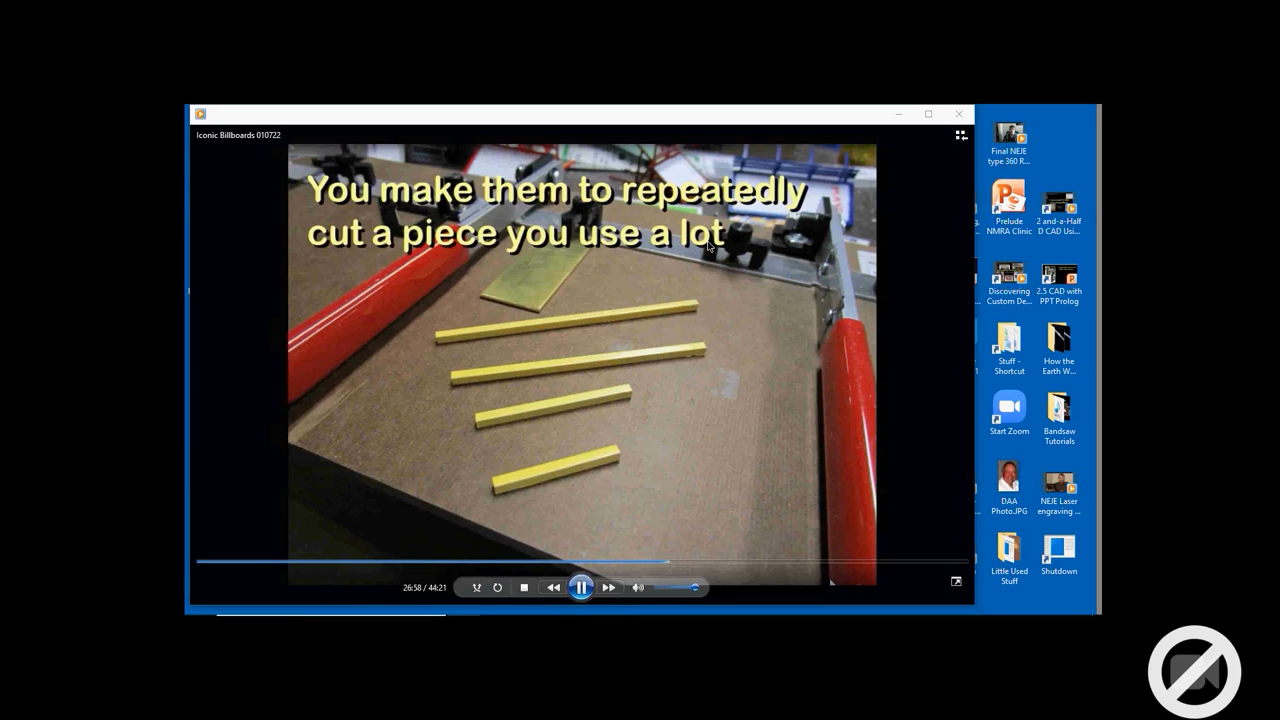 Iconic Billboards 010722
You make them to repeatedly
cut a piece you use a lot
26:58 / 44:21
Final NEJE
type 360 R...
Prelude
NMRA Clinic
2 and-a-Half
D CAD Usi...
Discovering
Custom De...
2.5 CAD with
PPT Prolog
Stuff -
Shortcut
How the
Earth W...
Start Zoom
Bandsaw
Tutorials
DAA
Photo.JPG
NEJE Laser
engraving ...
Little Used
Stuff
Shutdown